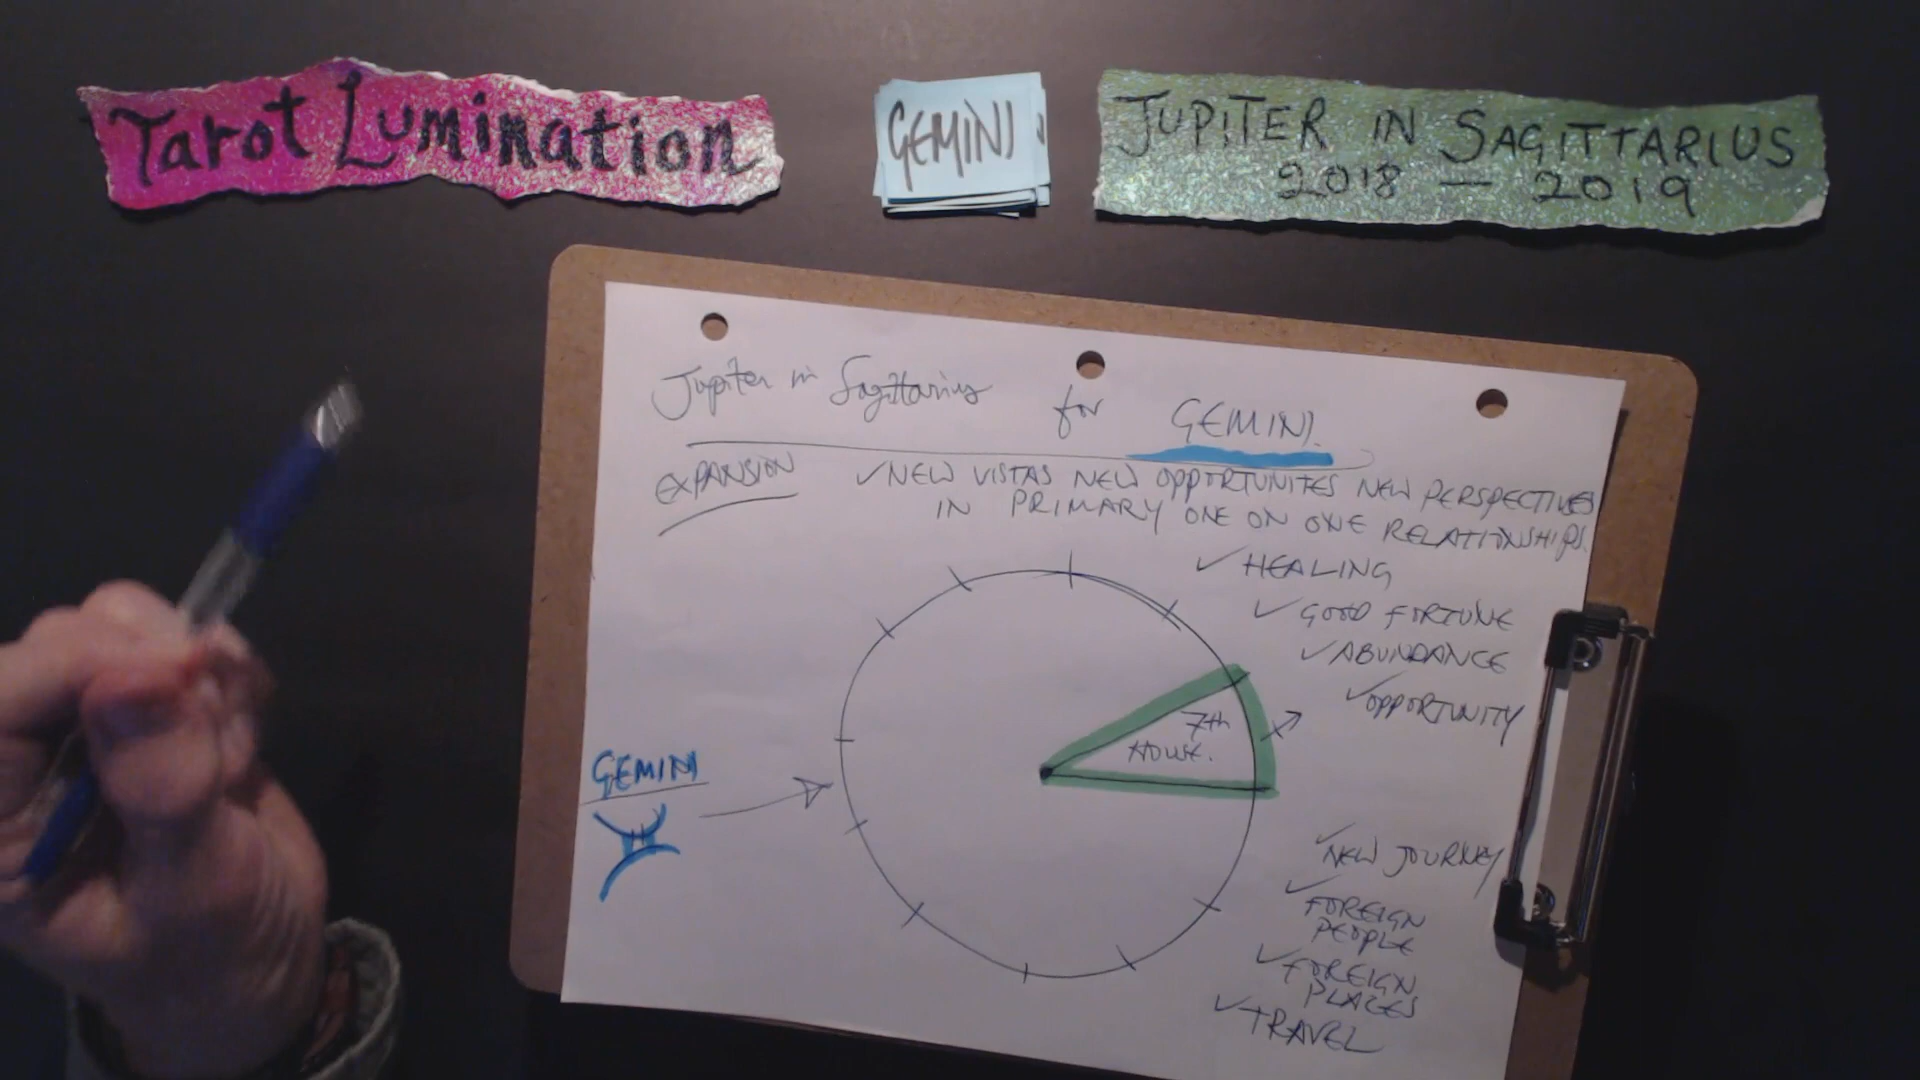 Tarot Lumination
GEMINI
JUPITER IN SAGITTARIUS
2018 — 2019
Jupiter in Sagittarius for GEMINI.
EXPANSION
✓NEW VISTAS NEW OPPORTUNITES NEW PERSPECTIVES
IN PRIMARY ONE ON ONE RELATIONSHIPS.
✓HEALING
✓GOOD FORTUNE
✓ABUNDANCE
✓OPPORTUNITY
7th
HOUSE.
GEMINI
✓NEW JOURNEY
✓FOREIGN
PEOPLE
✓FOREIGN
PLACES
✓TRAVEL